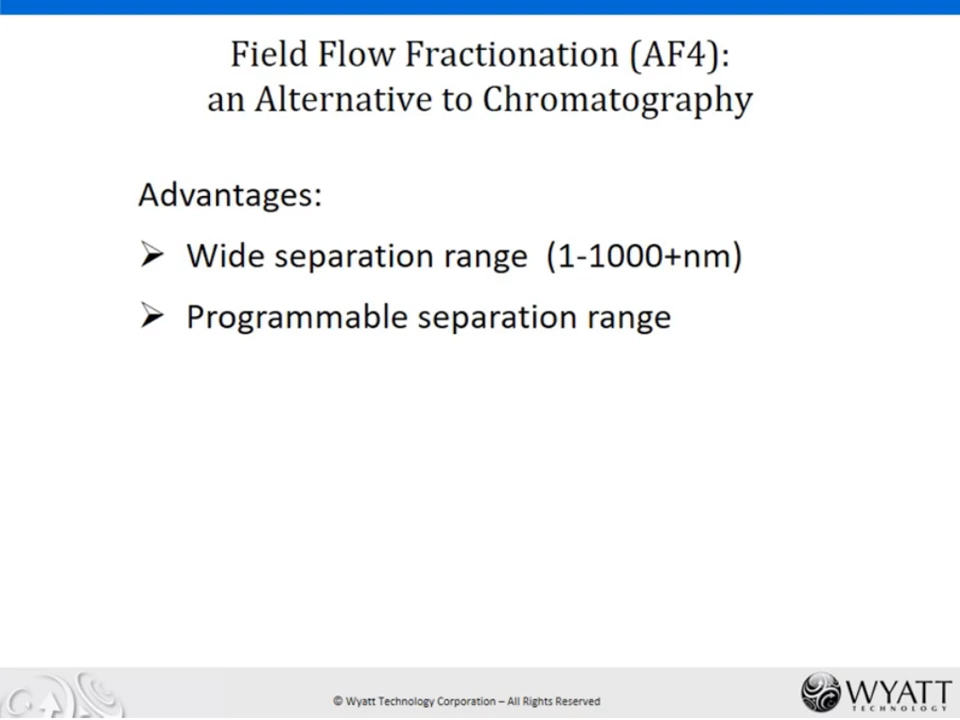 Field Flow Fractionation (AF4):
an Alternative to Chromatography
Advantages:
Wide separation range (1-1000+nm)
Programmable separation range
© Wyatt Technology Corporation – All Rights Reserved
WYATT
TECHNOLOGY